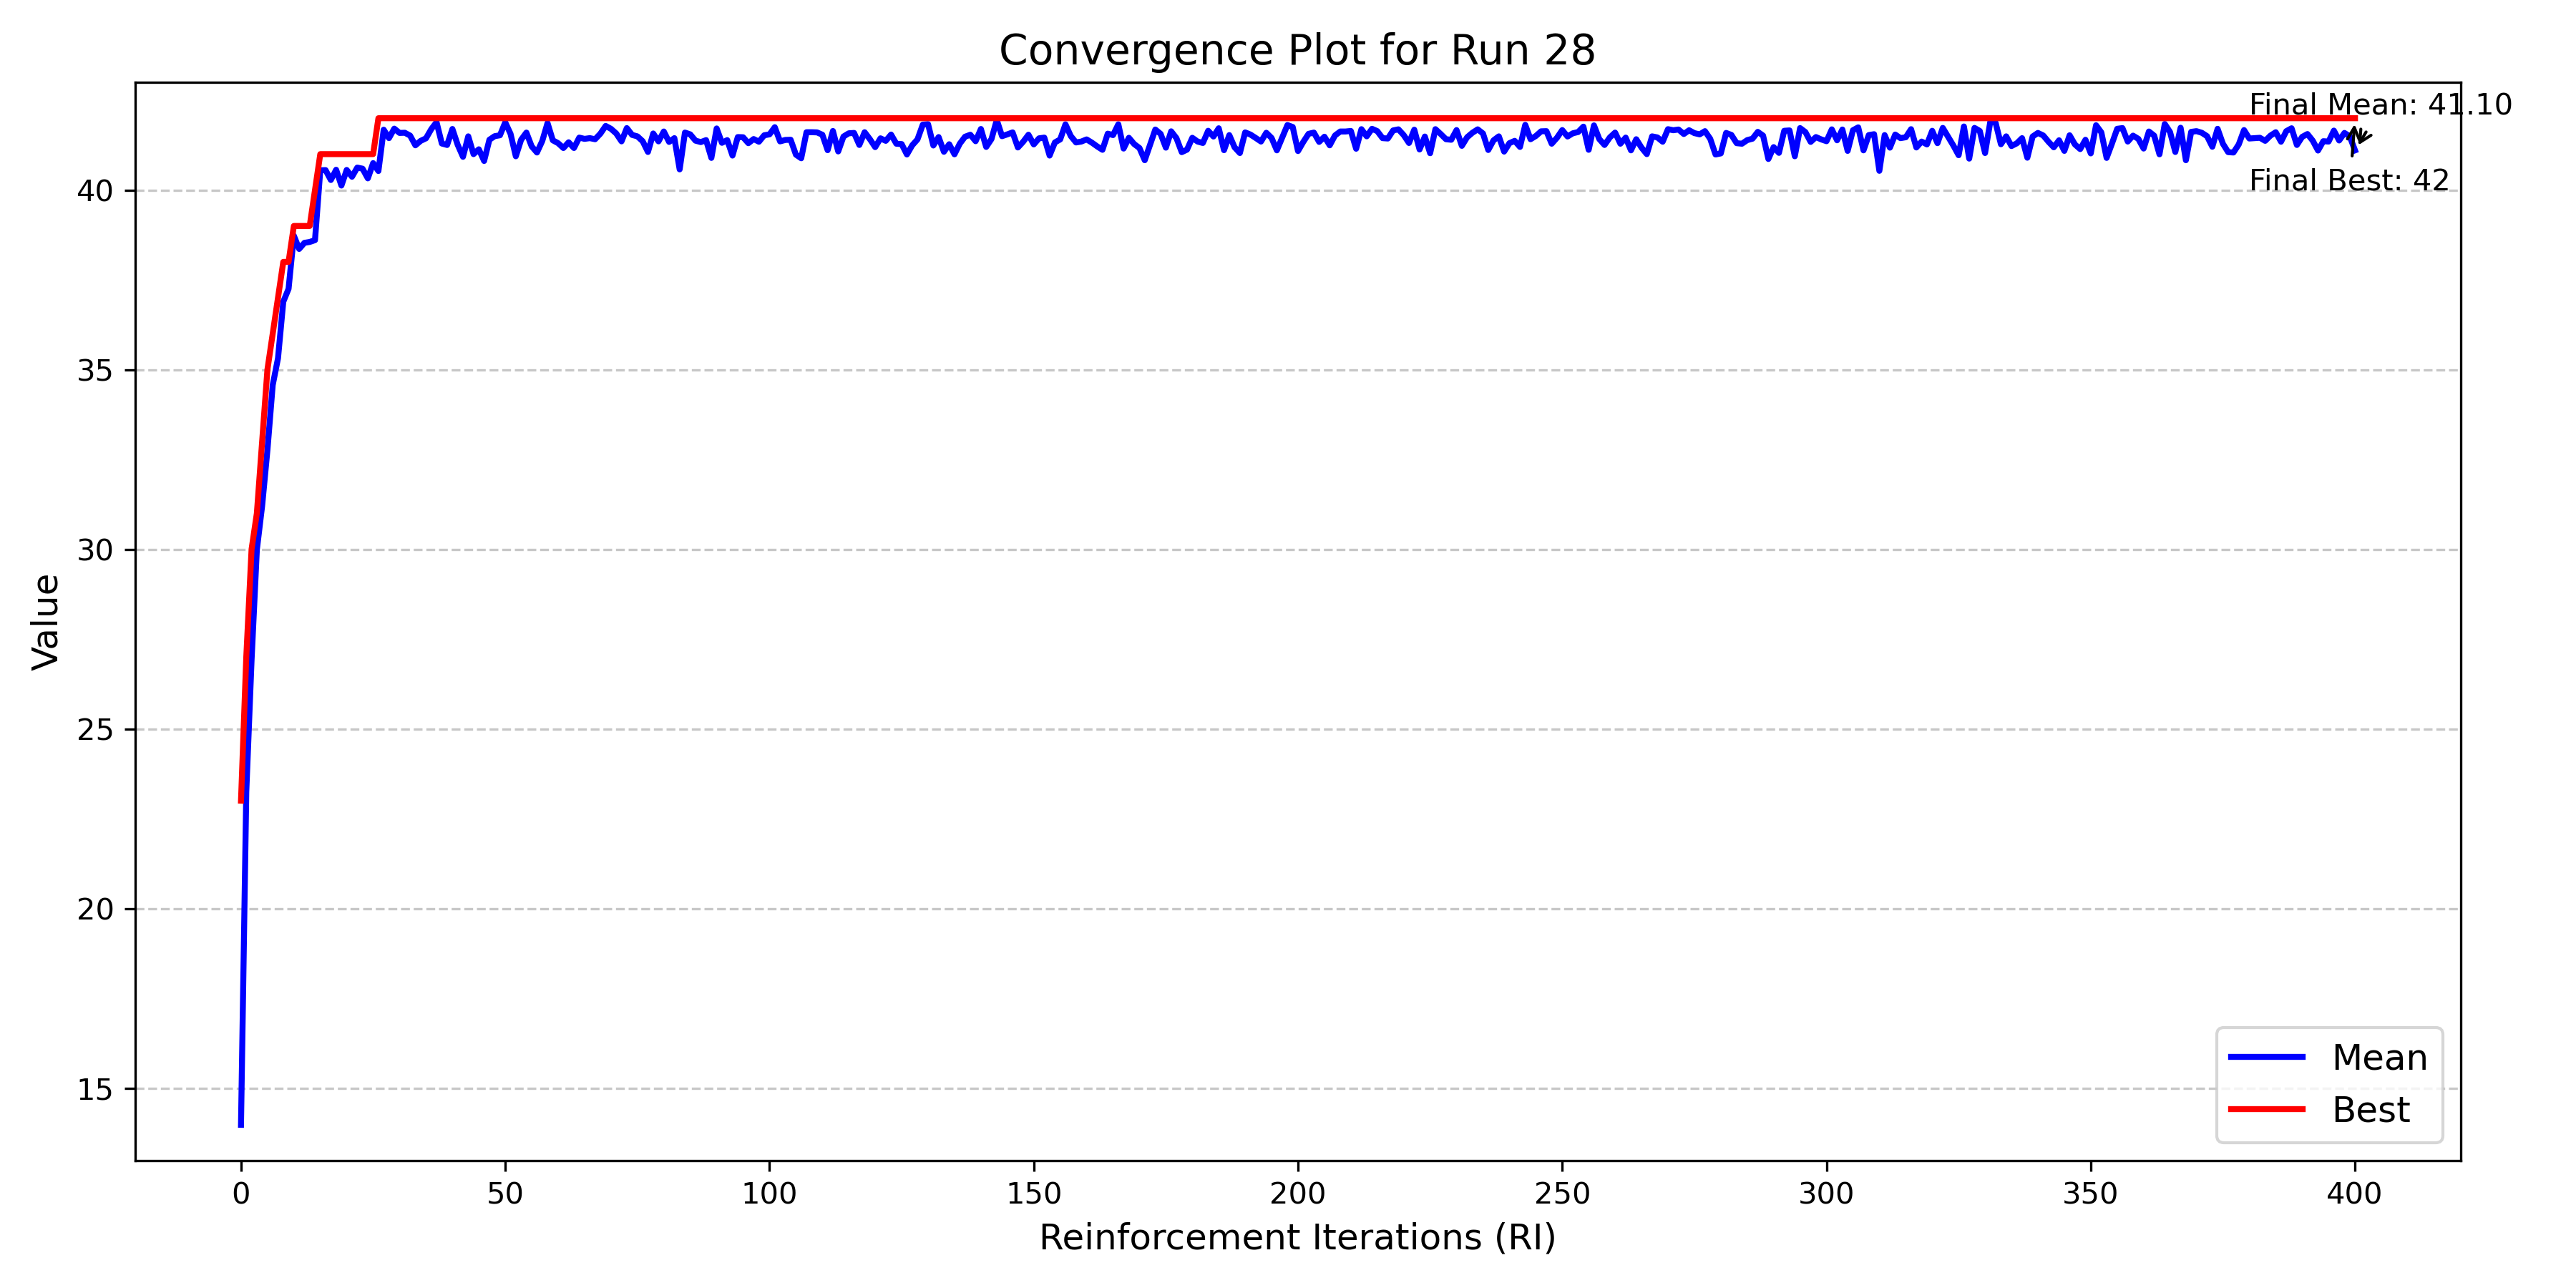 Convergence Plot for Run 28
Final Mean: 41.10
Final Best: 42
Value
40
35
30
25
20
15
Mean
Best
0 50 100 150 200 250 300 350 400
Reinforcement Iterations (RI)